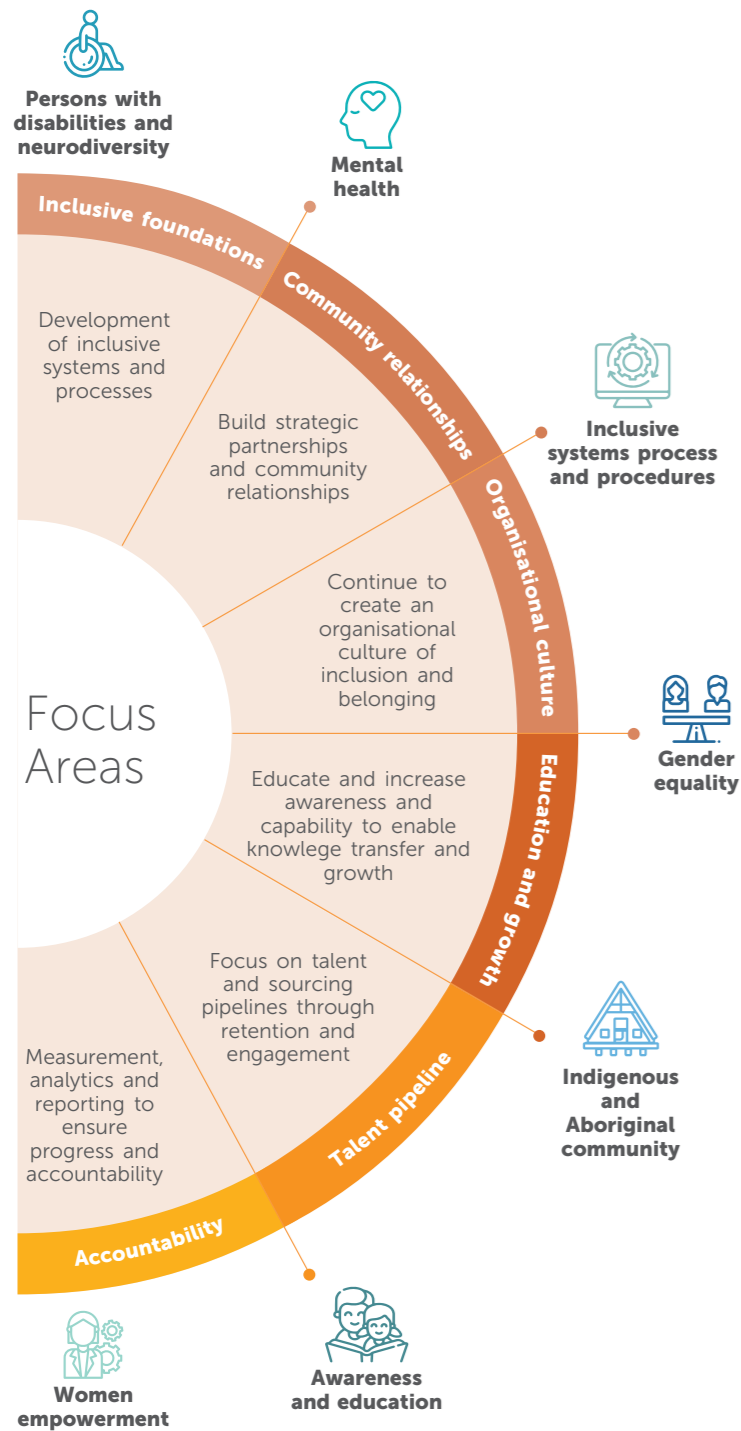 Persons with
disabilities and
neurodiversity
Mental
health
Inclusive foundations
Development
of inclusive
systems and
processes
Community relationships
Build strategic
partnerships
and community
relationships
Inclusive
systems process
and procedures
Organisational culture
Continue to
create an
organisational
culture of
inclusion and
belonging
Focus
Areas
Gender
equality
Education and growth
Educate and increase
awareness and
capability to enable
knowlege transfer and
growth
Indigenous
and
Aboriginal
community
Talent pipeline
Focus on talent
and sourcing
pipelines through
retention and
engagement
Measurement,
analytics and
reporting to
ensure
progress and
accountability
Accountability
Awareness
and education
Women
empowerment